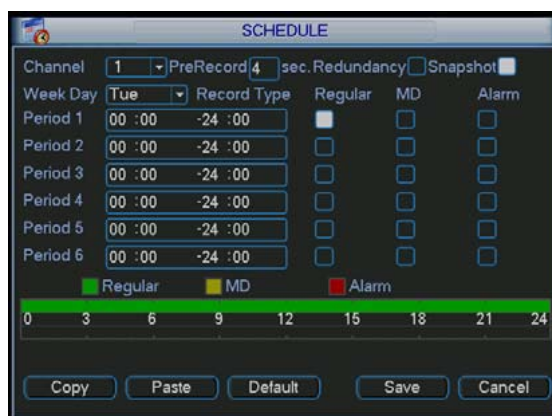 SCHEDULE
Channel 1 PreRecord 4 sec. Redundancy Snapshot
Week Day Tue Record Type Regular MD Alarm
Period 1 00 :00 -24 :00
Period 2 00 :00 -24 :00
Period 3 00 :00 -24 :00
Period 4 00 :00 -24 :00
Period 5 00 :00 -24 :00
Period 6 00 :00 -24 :00
Regular MD Alarm
0 3 6 9 12 15 18 21 24
Copy Paste Default Save Cancel